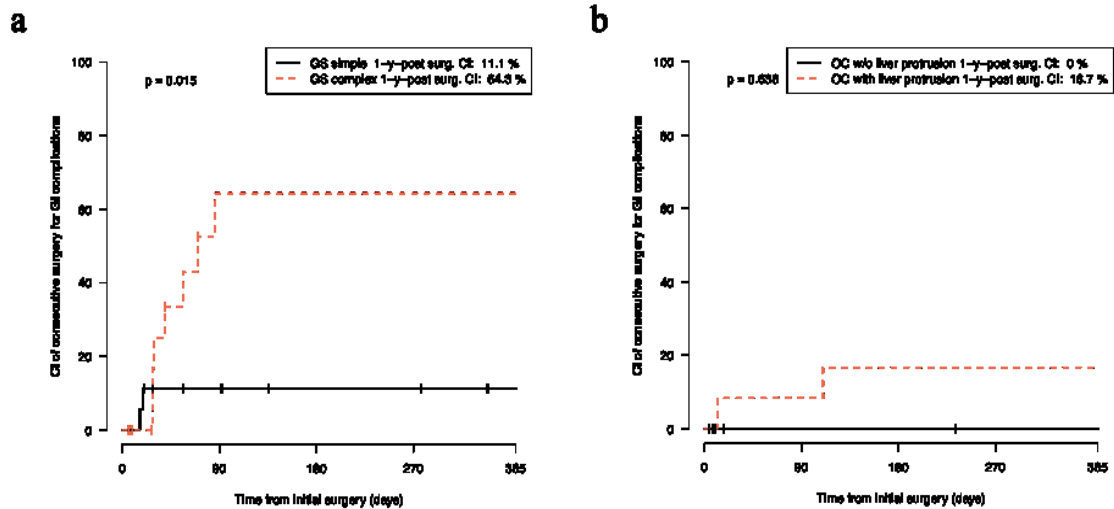 a
GS simple 1-y-post surg. CI: 11.1 %
GS complex 1-y-post surg. CI: 64.3 %
p = 0.015
CI of consecutive surgery for GI complications
100
80
60
40
20
0
0 90 180 270 365
Time from initial surgery (days)
b
OC w/o liver protrusion 1-y-post surg. CI: 0 %
OC with liver protrusion 1-y-post surg. CI: 16.7 %
p =
CI of consecutive surgery for GI complications
100
80
60
40
20
0
0 90 180 270 365
Time from initial surgery (days)